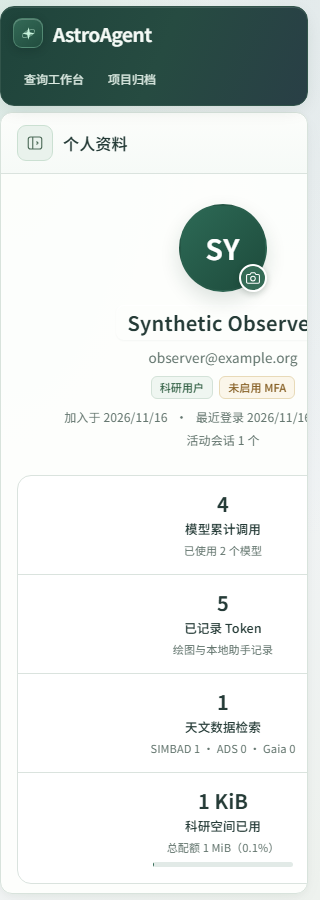 AstroAgent
查询工作台 项目归档
个人资料
SY
Synthetic Observe
observer@example.org
科研用户 未启用 MFA
加入于 2026/11/16 • 最近登录 2026/11/16
活动会话 1 个
4
模型累计调用
已使用 2 个模型
5
已记录 Token
绘图与本地助手记录
1
天文数据检索
SIMBAD 1 • ADS 0 • Gaia 0
1 KiB
科研空间已用
总配额 1 MiB（0.1%）